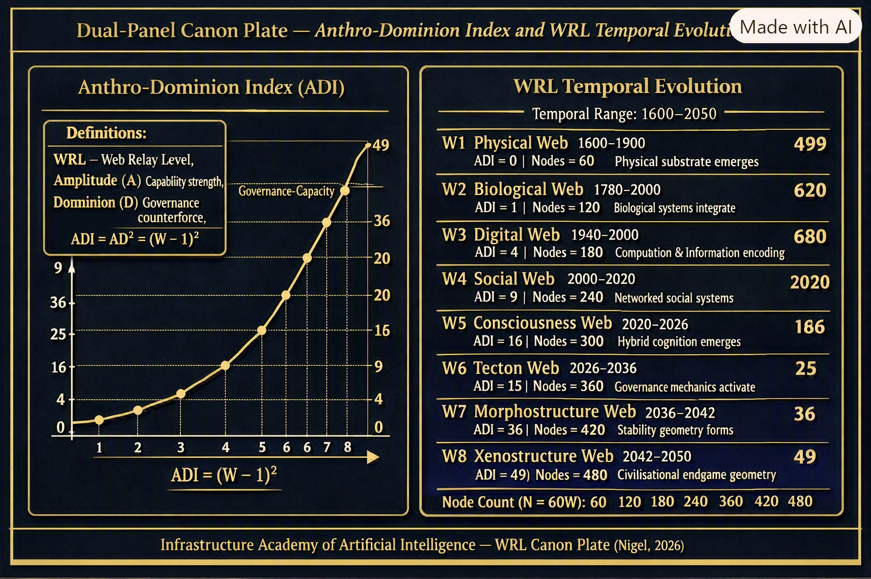 Dual-Panel Canon Plate — Anthro-Dominion Index and WRL Temporal
Made with AI
Anthro-Dominion Index (ADI)
Definitions:
WRL – Web Relay Level,
Amplitude (A) Capability strength,
Dominion (D) Governance
counterforce,
ADI = AD² = (W – 1)²
Governance-Capacity
49
36
20
20
16
9
4
0
9
36
25
16
4
0
1 2 3 4 5 6 6 7 8
ADI = (W – 1)²
WRL Temporal Evolution
Temporal Range: 1600–2050
W1 Physical Web 1600–1900 499
ADI = 0 | Nodes = 60 Physical substrate emerges
W2 Biological Web 1780–2000 620
ADI = 1 | Nodes = 120 Biological systems integrate
W3 Digital Web 1940–2000 680
ADI = 4 | Nodes = 180 Computation & Information encoding
W4 Social Web 2000–2020 2020
ADI = 9 | Nodes = 240 Networked social systems
W5 Consciousness Web 2020–2026 166
ADI = 16 | Nodes = 300 Hybrid cognition emerges
W6 Tecton Web 2026–2036 25
ADI = 15 | Nodes = 360 Governance mechanics activate
W7 Morphostructure Web 2036–2042 36
ADI = 36 | Nodes = 420 Stability geometry forms
W8 Xenostructure Web 2042–2050 49
ADI = 49) Nodes = 480 Civilisational endgame geometry
Node Count (N = 60W): 60 120 180 240 360 420 480
Infrastructure Academy of Artificial Intelligence — WRL Canon Plate (Nigel, 2026)